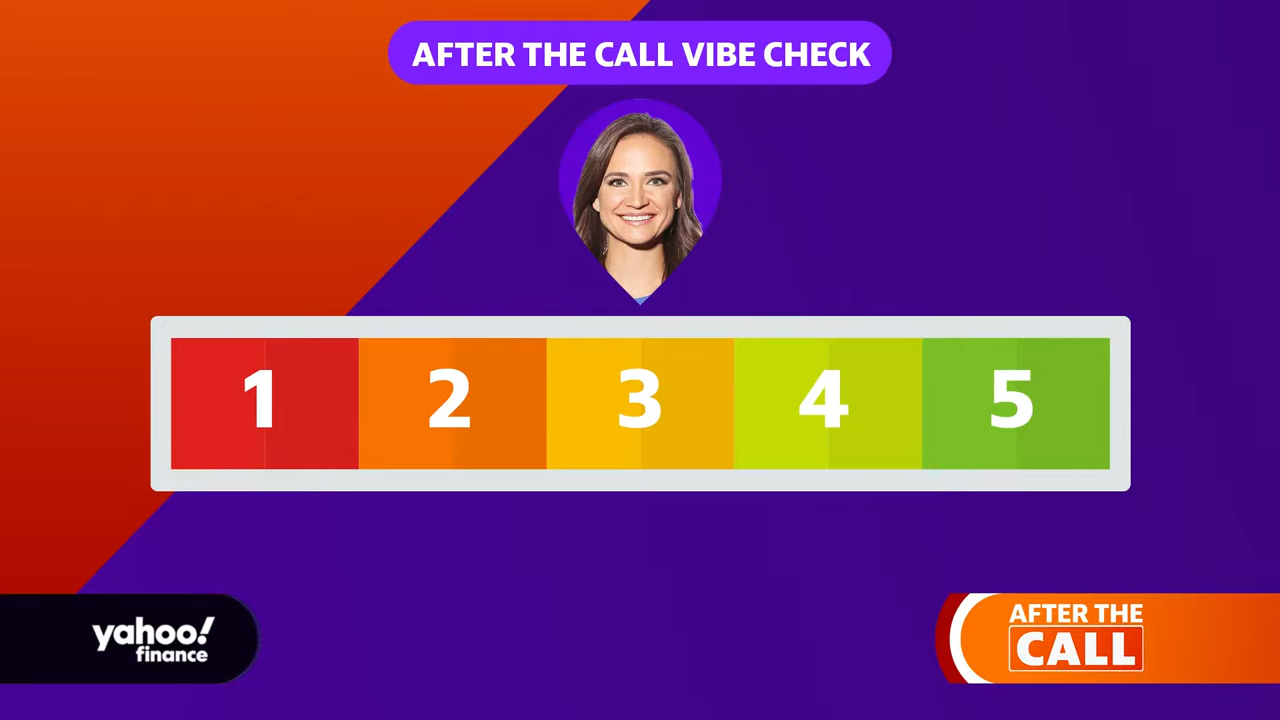 AFTER THE CALL VIBE CHECK
1 2 3 4 5
yahoo!
finance
AFTER THE
CALL